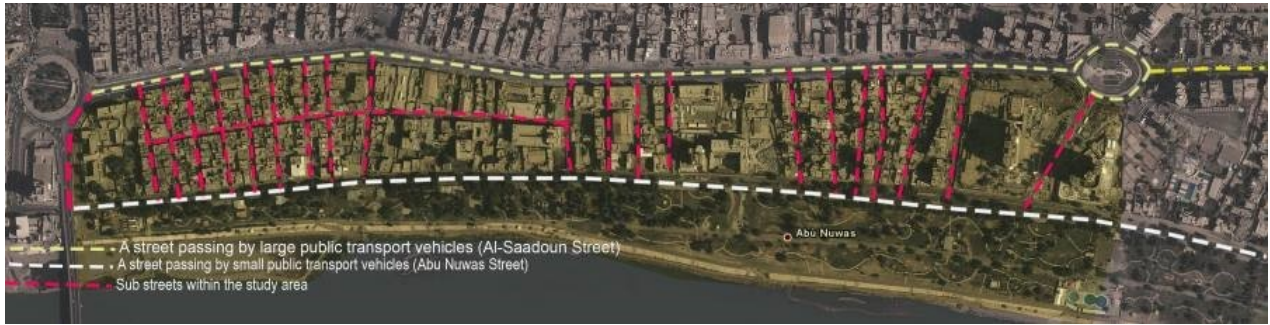 Abu Nuwas
A street passing by large public transport vehicles (Al-Saadoun Street)
A street passing by small public transport vehicles (Abu Nuwas Street)
Sub streets within the study area